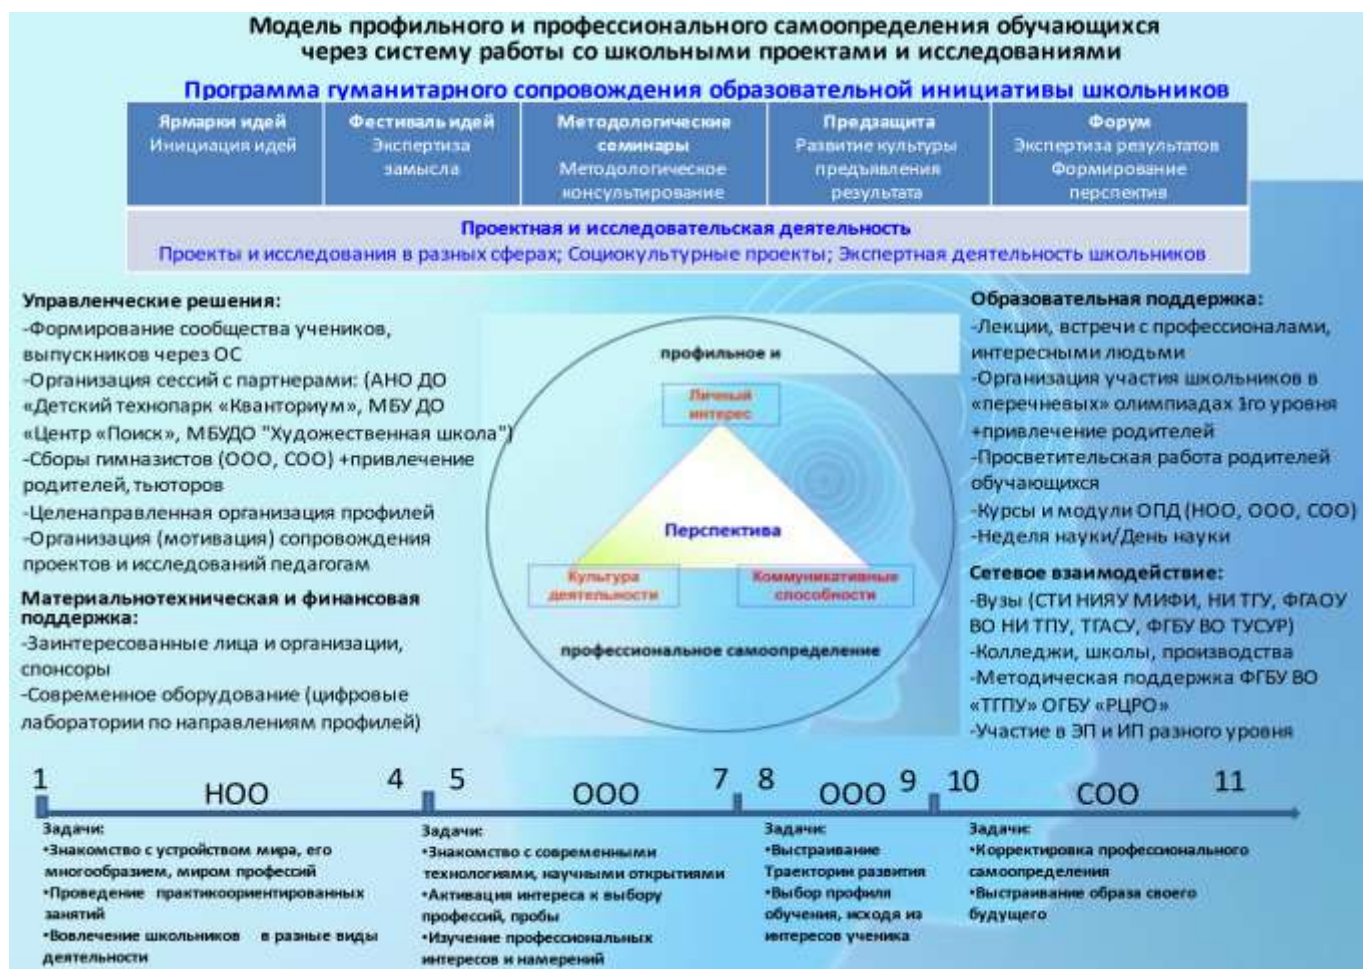 Модель профильного и профессионального самоопределения обучающихся
через систему работы со школьными проектами и исследованиями
Программа гуманитарного сопровождения образовательной инициативы школьников
Ярмарки идей
Инициация идей
Фестиваль идей
Экспертиза
замысла
Методологические
семинары
Методологическое
консультирование
Предзащита
Развитие культуры
предъявления
результата
Форум
Экспертиза результатов
Формирование
перспектив
Проектная и исследовательская деятельность
Проекты и исследования в разных сферах; Социокультурные проекты; Экспертная деятельность школьников
Управленческие решения:
-Формирование сообщества учеников,
выпускников через ОС
-Организация сессий с партнерами: (АНО ДО
«Детский технопарк «Кванториум», МБУ ДО
«Центр «Поиск», МБУДО "Художественная школа")
-Сборы гимназистов (ООО, СОО) +привлечение
родителей, тьюторов
-Целенаправленная организация профилей
-Организация (мотивация) сопровождения
проектов и исследований педагогам
Материальнотехническая и финансовая
поддержка:
-Заинтересованные лица и организации,
спонсоры
-Современное оборудование (цифровые
лаборатории по направлениям профилей)
профильное и
Личный
интерес
Перспектива
Культура
деятельности
Коммуникативные
способности
профессиональное самоопределение
Образовательная поддержка:
-Лекции, встречи с профессионалами,
интересными людьми
-Организация участия школьников в
«перечневых» олимпиадах 1го уровня
+привлечение родителей
-Просветительская работа родителей
обучающихся
-Курсы и модули ОПД (НОО, ООО, СОО)
-Неделя науки/День науки
Сетевое взаимодействие:
-Вузы (СТИ НИЯУ МИФИ, НИ ТГУ, ФГАОУ
ВО НИ ТПУ, ТГАСУ, ФГБУ ВО ТУСУР)
-Колледжи, школы, производства
-Методическая поддержка ФГБУ ВО
«ТГПУ» ОГБУ «РЦРО»
-Участие в ЭП и ИП разного уровня
1 НОО 4 5 ООО 7 8 ООО 9 10 СОО 11
Задачи:
•Знакомство с устройством мира, его
многообразием, миром профессий
•Проведение практикоориентированных
занятий
•Вовлечение школьников в разные виды
деятельности
Задачи:
•Знакомство с современными
технологиями, научными открытиями
•Активация интереса к выбору
профессий, пробы
•Изучение профессиональных
интересов и намерений
Задачи:
•Выстраивание
Траектории развития
•Выбор профиля
обучения, исходя из
интересов ученика
Задачи:
•Корректировка профессионального
самоопределения
•Выстраивание образа своего
будущего